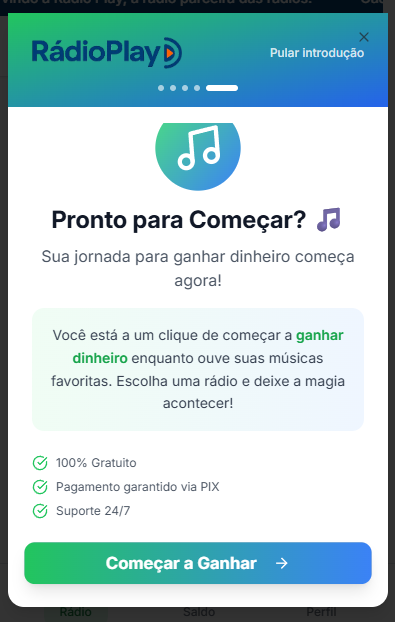 vindo à Rádio Play, a rádio parceira das rádios.
RádioPlay
Pular introdução
Pronto para Começar?
Sua jornada para ganhar dinheiro começa
agora!
Você está a um clique de começar a ganhar
dinheiro enquanto ouve suas músicas
favoritas. Escolha uma rádio e deixe a magia
acontecer!
100% Gratuito
Pagamento garantido via PIX
Suporte 24/7
Começar a Ganhar
Rádio Saldo Perfil